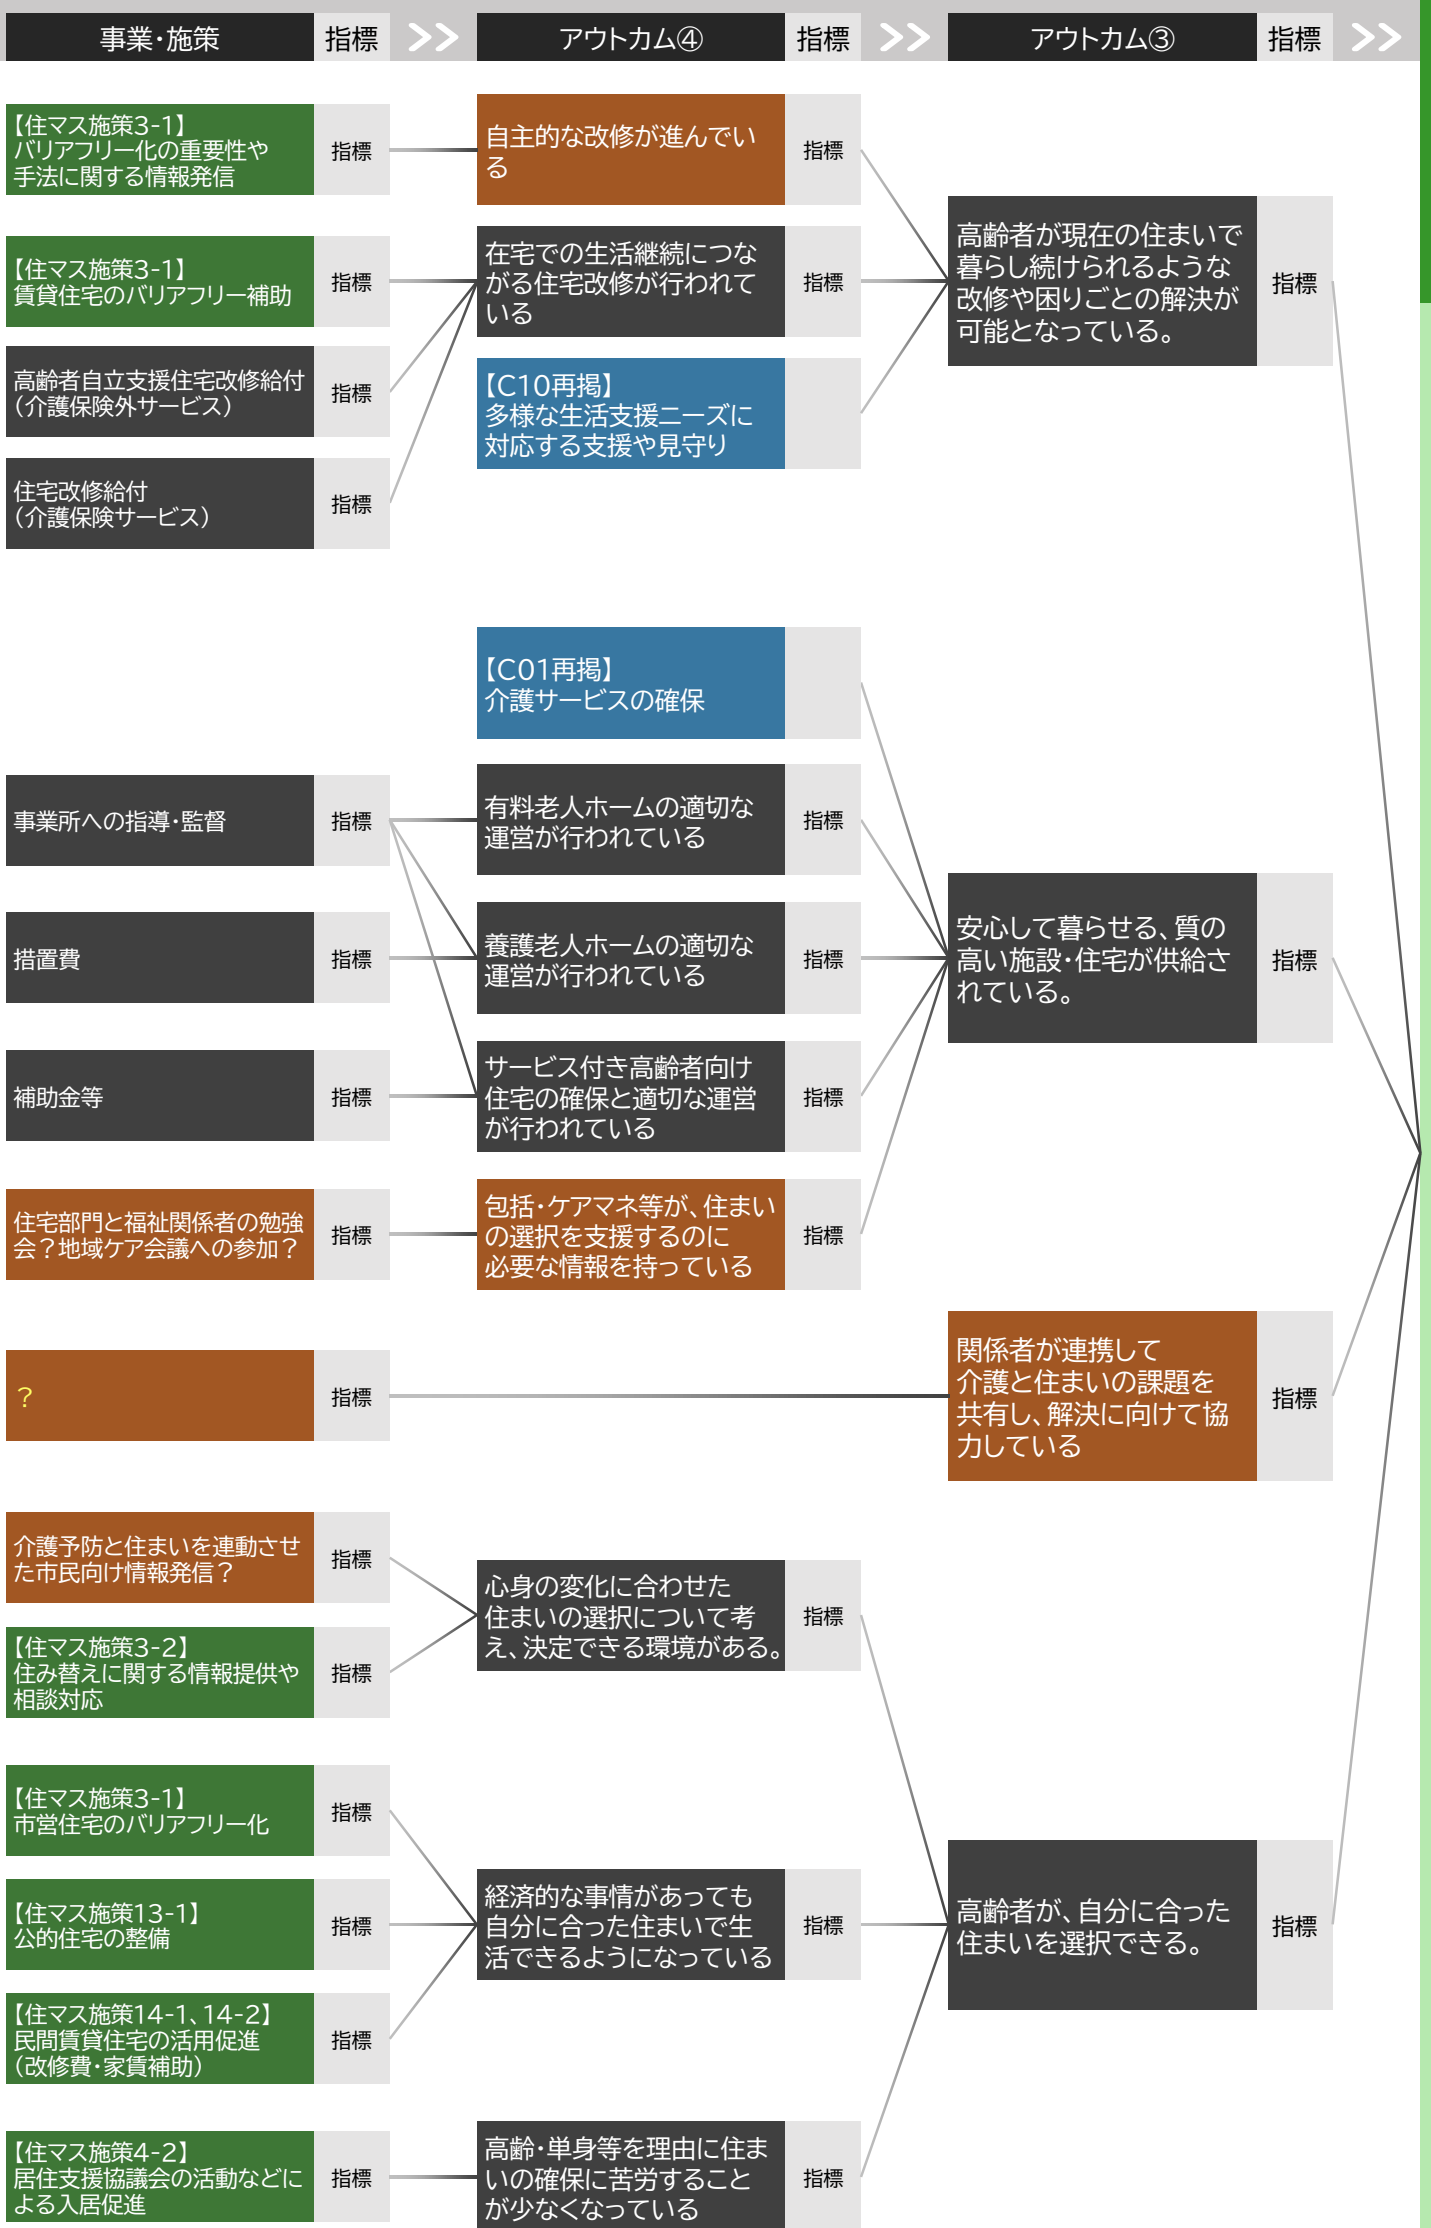 事業・施策
指標
アウトカム④
指標
アウトカム③
指標
【住マス施策3-1】
バリアフリー化の重要性や
手法に関する情報発信
指標
自主的な改修が進んでい
る
指標
【住マス施策3-1】
賃貸住宅のバリアフリー補助
指標
在宅での生活継続につな
がる住宅改修が行われて
いる
指標
高齢者が現在の住まいで
暮らし続けられるような
改修や困りごとの解決が
可能となっている。
指標
高齢者自立支援住宅改修給付
（介護保険外サービス）
指標
【C10再掲】
多様な生活支援ニーズに
対応する支援や見守り
住宅改修給付
（介護保険サービス）
指標
【C01再掲】
介護サービスの確保
事業所への指導・監督
指標
有料老人ホームの適切な
運営が行われている
指標
措置費
指標
養護老人ホームの適切な
運営が行われている
指標
安心して暮らせる、質の
高い施設・住宅が供給さ
れている。
指標
補助金等
指標
サービス付き高齢者向け
住宅の確保と適切な運営
が行われている
指標
住宅部門と福祉関係者の勉強
会？地域ケア会議への参加？
指標
包括・ケアマネ等が、住まい
の選択を支援するのに
必要な情報を持っている
指標
？
指標
関係者が連携して
介護と住まいの課題を
共有し、解決に向けて協
力している
指標
介護予防と住まいを連動させ
た市民向け情報発信？
指標
心身の変化に合わせた
住まいの選択について考
え、決定できる環境がある。
指標
【住マス施策3-2】
住み替えに関する情報提供や
相談対応
指標
【住マス施策3-1】
市営住宅のバリアフリー化
指標
【住マス施策13-1】
公的住宅の整備
指標
経済的な事情があっても
自分に合った住まいで生
活できるようになっている
指標
高齢者が、自分に合った
住まいを選択できる。
指標
【住マス施策14-1、14-2】
民間賃貸住宅の活用促進
（改修費・家賃補助）
指標
【住マス施策4-2】
居住支援協議会の活動などに
よる入居促進
指標
高齢・単身等を理由に住ま
いの確保に苦労すること
が少なくなっている
指標